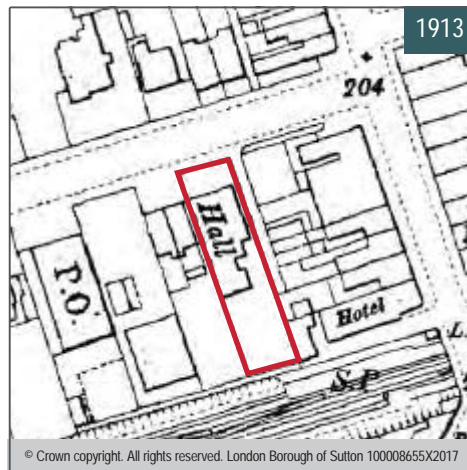 1913
204
Hall
P.O.
Hotel
L.
S.P
© Crown copyright. All rights reserved. London Borough of Sutton 100008655X2017